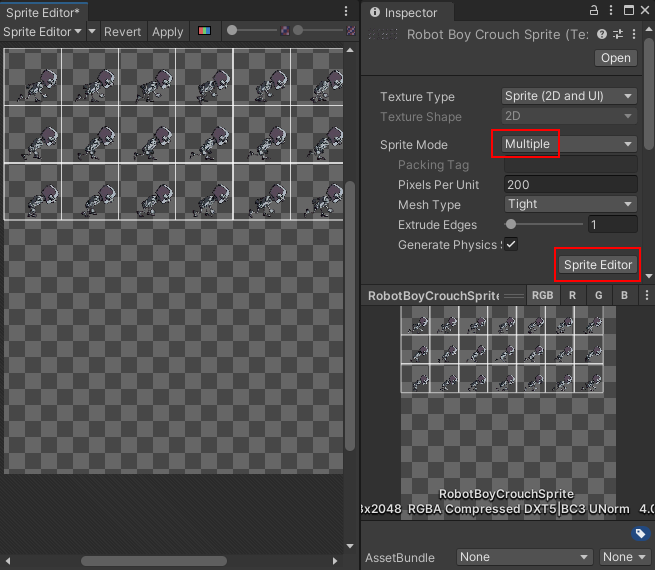 Sprite Editor*
Sprite Editor Revert Apply
Inspector
Robot Boy Crouch Sprite (Te:
Open
Texture Type Sprite (2D and UI)
Texture Shape 2D
Sprite Mode Multiple
Packing Tag
Pixels Per Unit 200
Mesh Type Tight
Extrude Edges 1
Generate Physics
Sprite Editor
RobotBoyCrouchSprite RGB R G B
RobotBoyCrouchSprite
x2048 RGBA Compressed DXT5|BC3 UNorm 4.0
AssetBundle None None